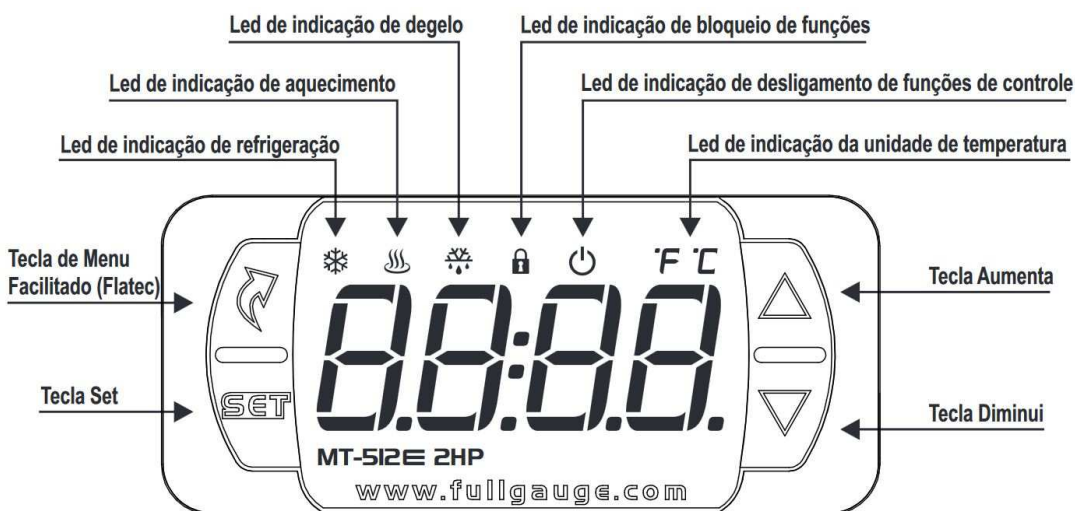 Led de indicação de degelo
Led de indicação de bloqueio de funções
Led de indicação de aquecimento
Led de indicação de desligamento de funções de controle
Led de indicação de refrigeração
Led de indicação da unidade de temperatura
Tecla de Menu
Facilitado (Flatec)
°F °C
Tecla Aumenta
88:88.
Tecla Set
SET
Tecla Diminui
MT-512E 2HP
www.fullgauge.com